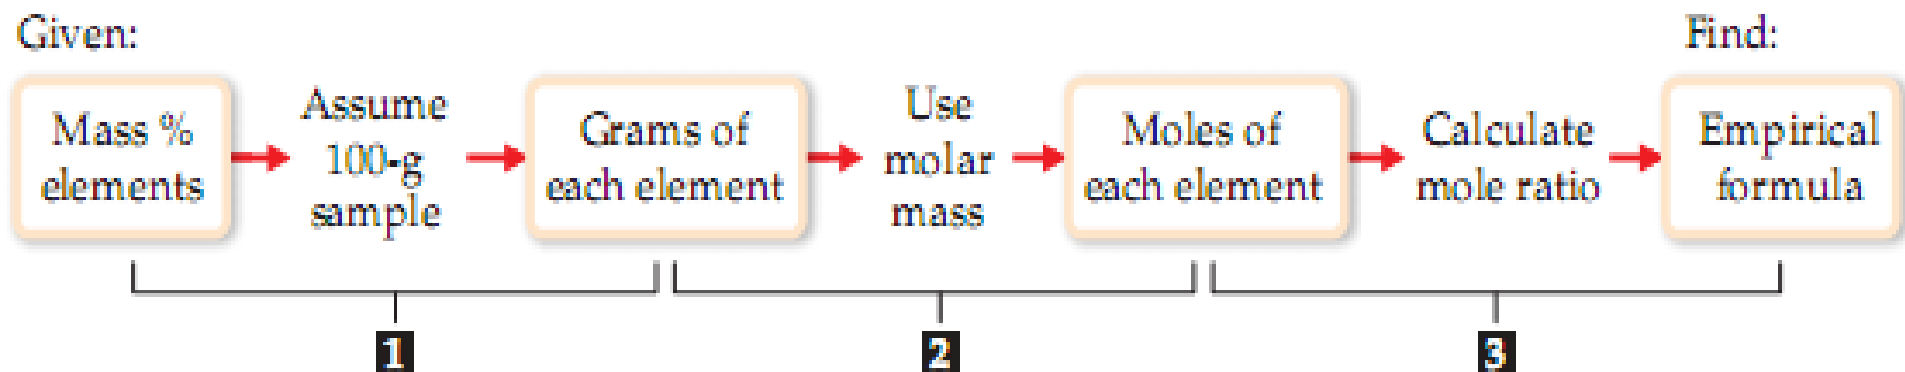 Given:
Find:
Mass %
elements
Assume
100-g
sample
Grams of
each element
Use
molar
mass
Moles of
each element
Calculate
mole ratio
Empirical
formula
1
2
3